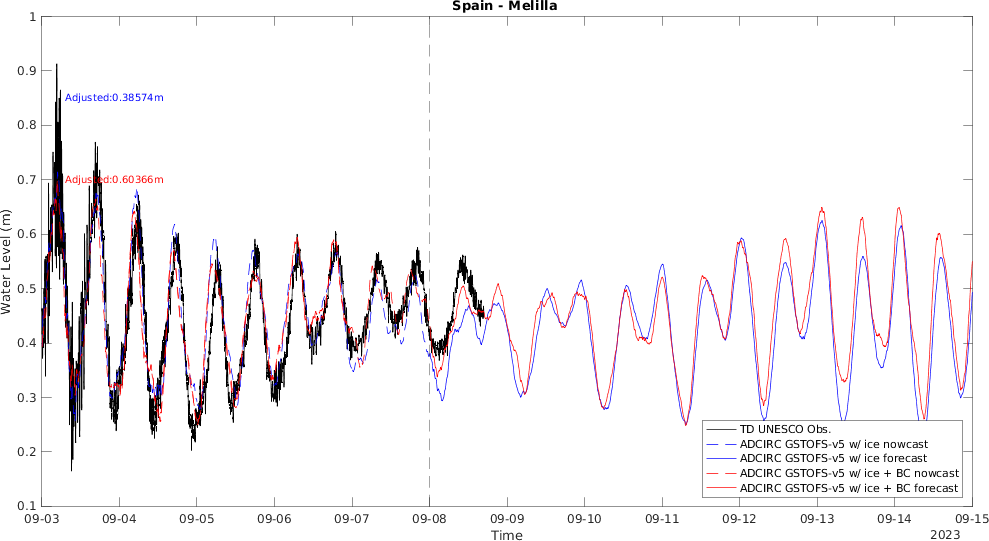 Spain - Melilla
1
0.9
0.8
0.7
0.6
0.5
0.4
0.3
0.2
0.1
Water Level (m)
Adjusted:0.38574m
Adjusted:0.60366m
TD UNESCO Obs.
ADCIRC GSTOFS-v5 w/ ice nowcast
ADCIRC GSTOFS-v5 w/ ice forecast
ADCIRC GSTOFS-v5 w/ ice + BC nowcast
ADCIRC GSTOFS-v5 w/ ice + BC forecast
09-03 09-04 09-05 09-06 09-07 09-08 09-09 09-10 09-11 09-12 09-13 09-14 09-15
Time
2023